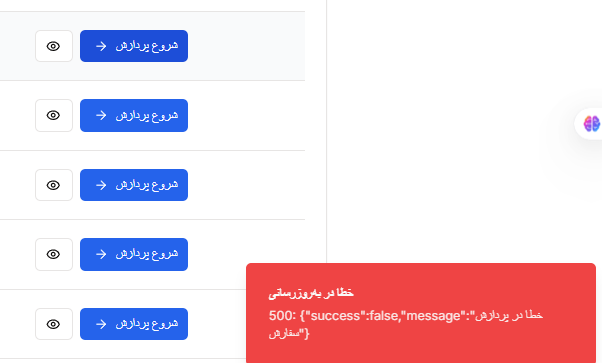 شروع پردازش
شروع پردازش
شروع پردازش
شروع پردازش
شروع پردازش
خطا در به‌روزرسانی
500: {"success":false,"message":"خطا در پردازش
سفارش"}